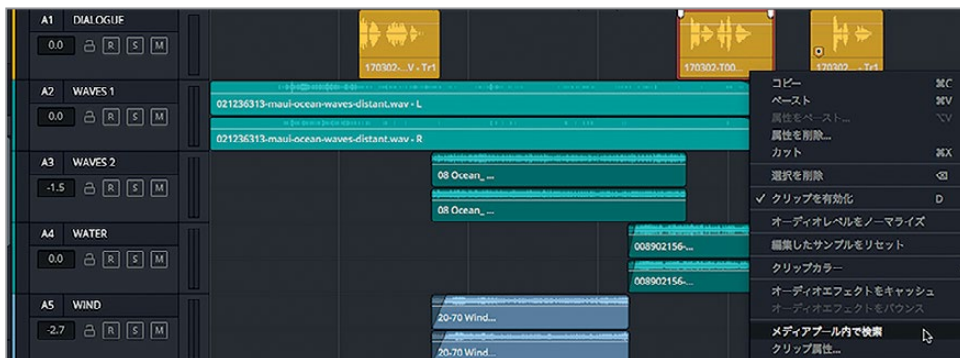 A1 DIALOGUE
0.0 R S M
170302-...V - Tr1
170302-T00...
170302... - Tr1
A2 WAVES 1
0.0 R S M
021236313-maui-ocean-waves-distant.wav - L
021236313-maui-ocean-waves-distant.wav - R
A3 WAVES 2
-1.5 R S M
08 Ocean_ ...
08 Ocean_ ...
A4 WATER
0.0 R S M
008902156-...
008902156-...
A5 WIND
-2.7 R S M
20-70 Wind...
20-70 Wind...
コピー ⌘C
ペースト ⌘V
属性をペースト... ⌥V
属性を削除...
カット ⌘X
選択を削除 ⌫
✓ クリップを有効化 D
オーディオレベルをノーマライズ
編集したサンプルをリセット
クリップカラー
オーディオエフェクトをキャッシュ
オーディオエフェクトをバウンス
メディアプール内で検索
クリップ属性...